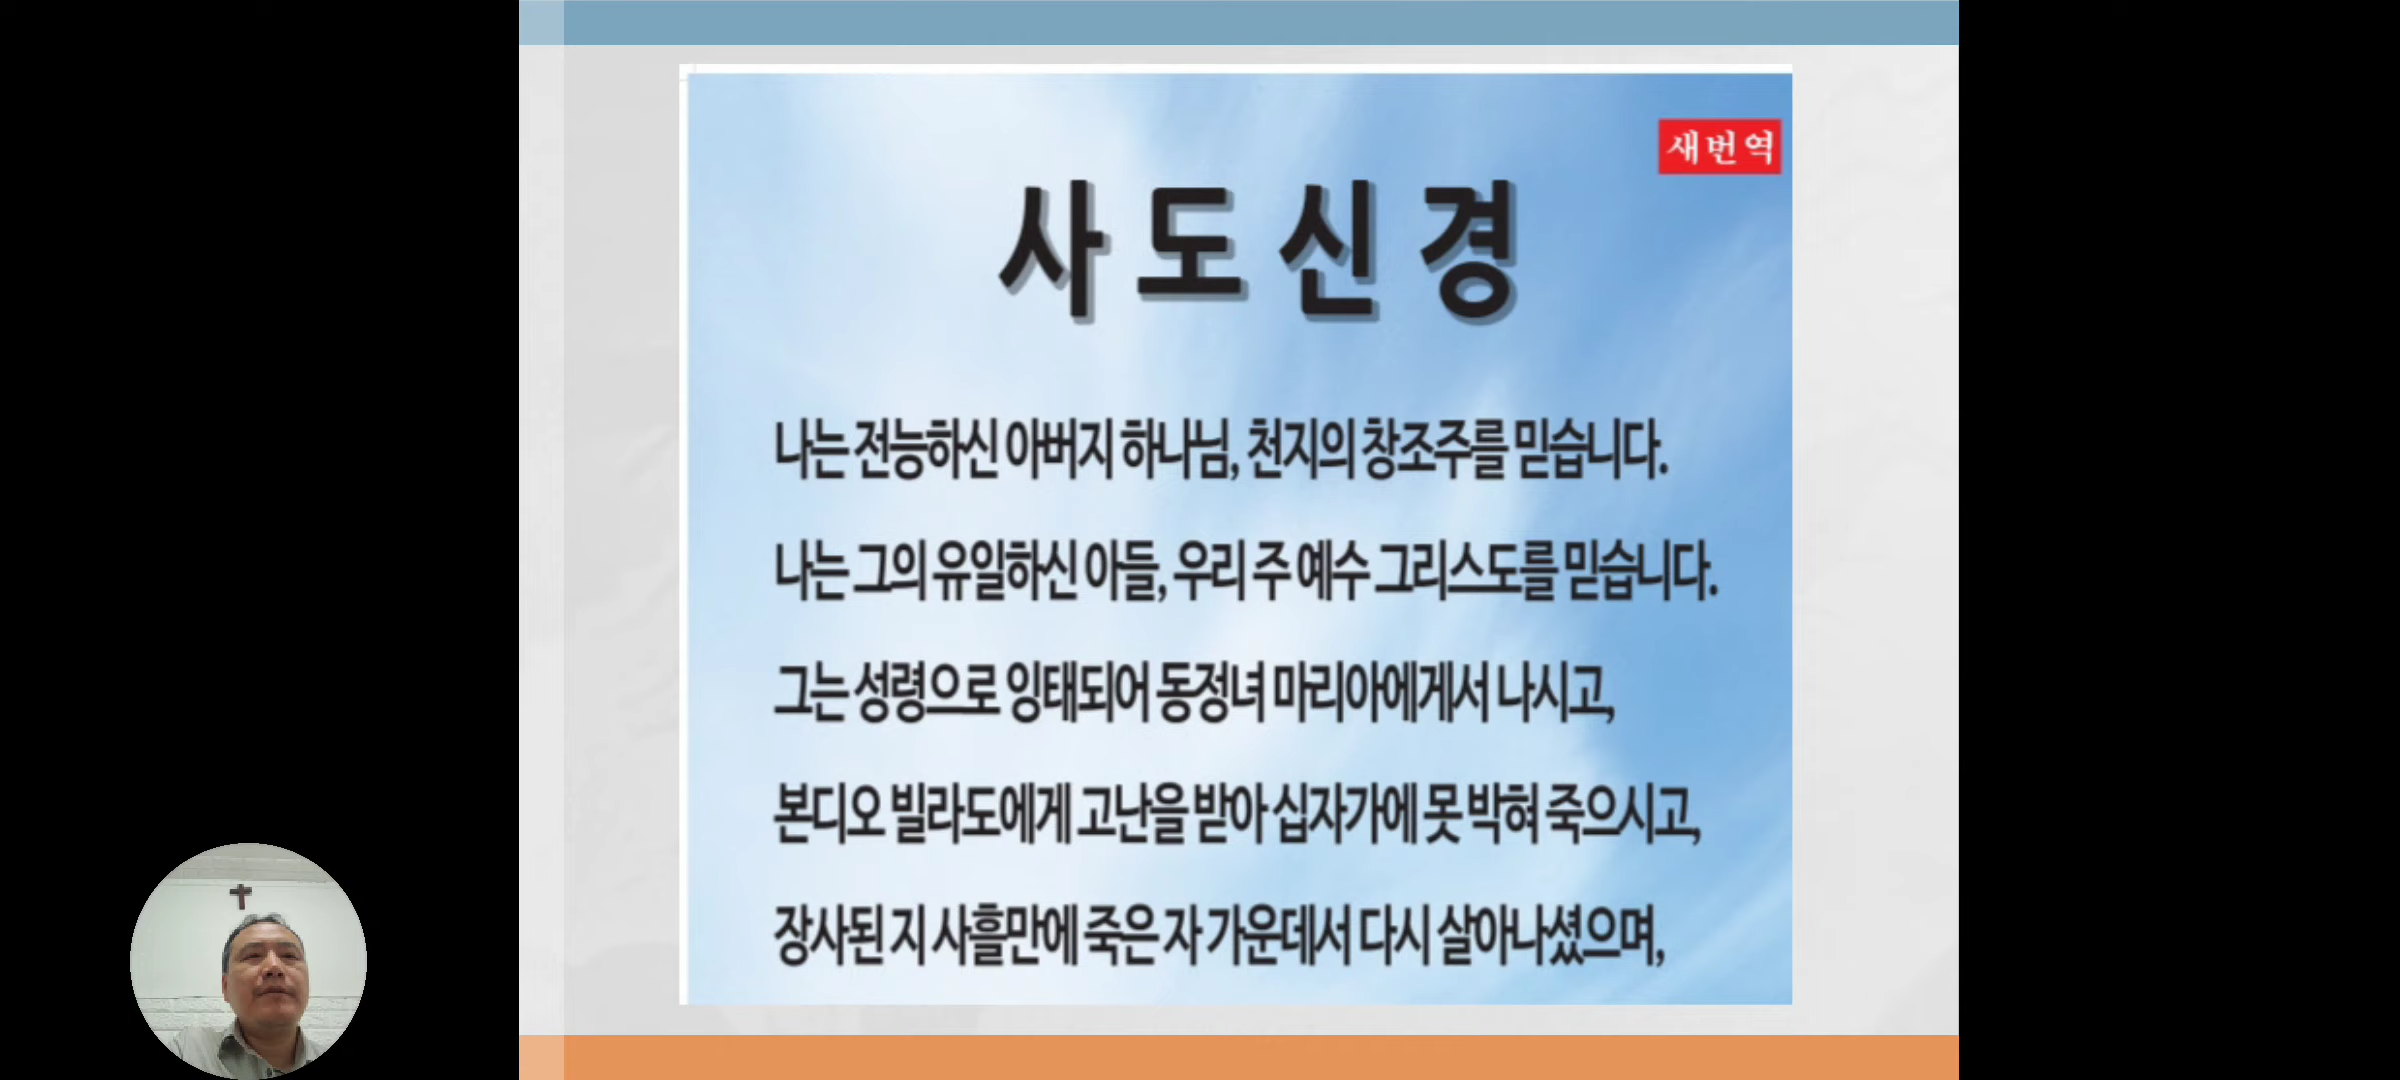 새번역
사도신경
나는 전능하신 아버지 하나님, 천지의 창조주를 믿습니다.
나는 그의 유일하신 아들, 우리 주 예수 그리스도를 믿습니다.
그는 성령으로 잉태되어 동정녀 마리아에게서 나시고,
본디오 빌라도에게 고난을 받아 십자가에 못 박혀 죽으시고,
장사된 지 사흘만에 죽은 자 가운데서 다시 살아나셨으며,